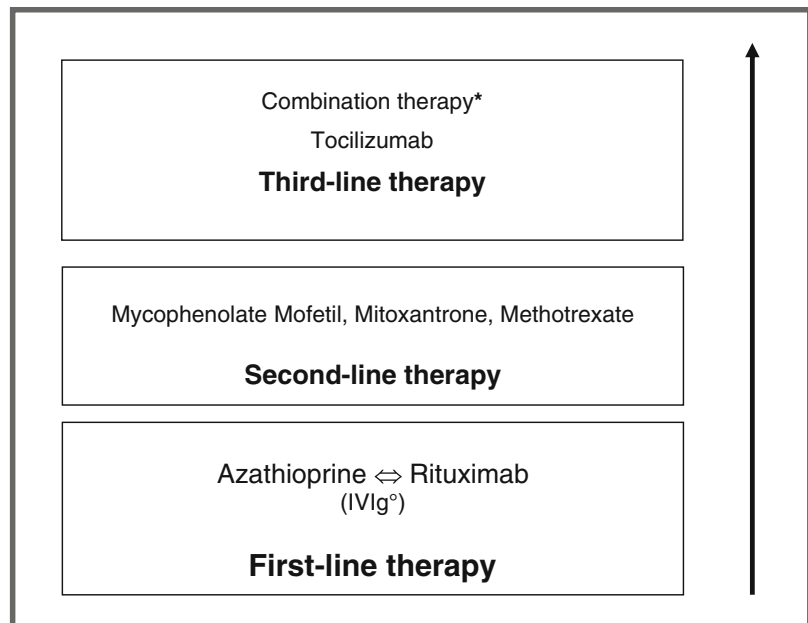 Combination therapy*
Tocilizumab
Third-line therapy
Mycophenolate Mofetil, Mitoxantrone, Methotrexate
Second-line therapy
Azathioprine ⇔ Rituximab
(IVIg°)
First-line therapy